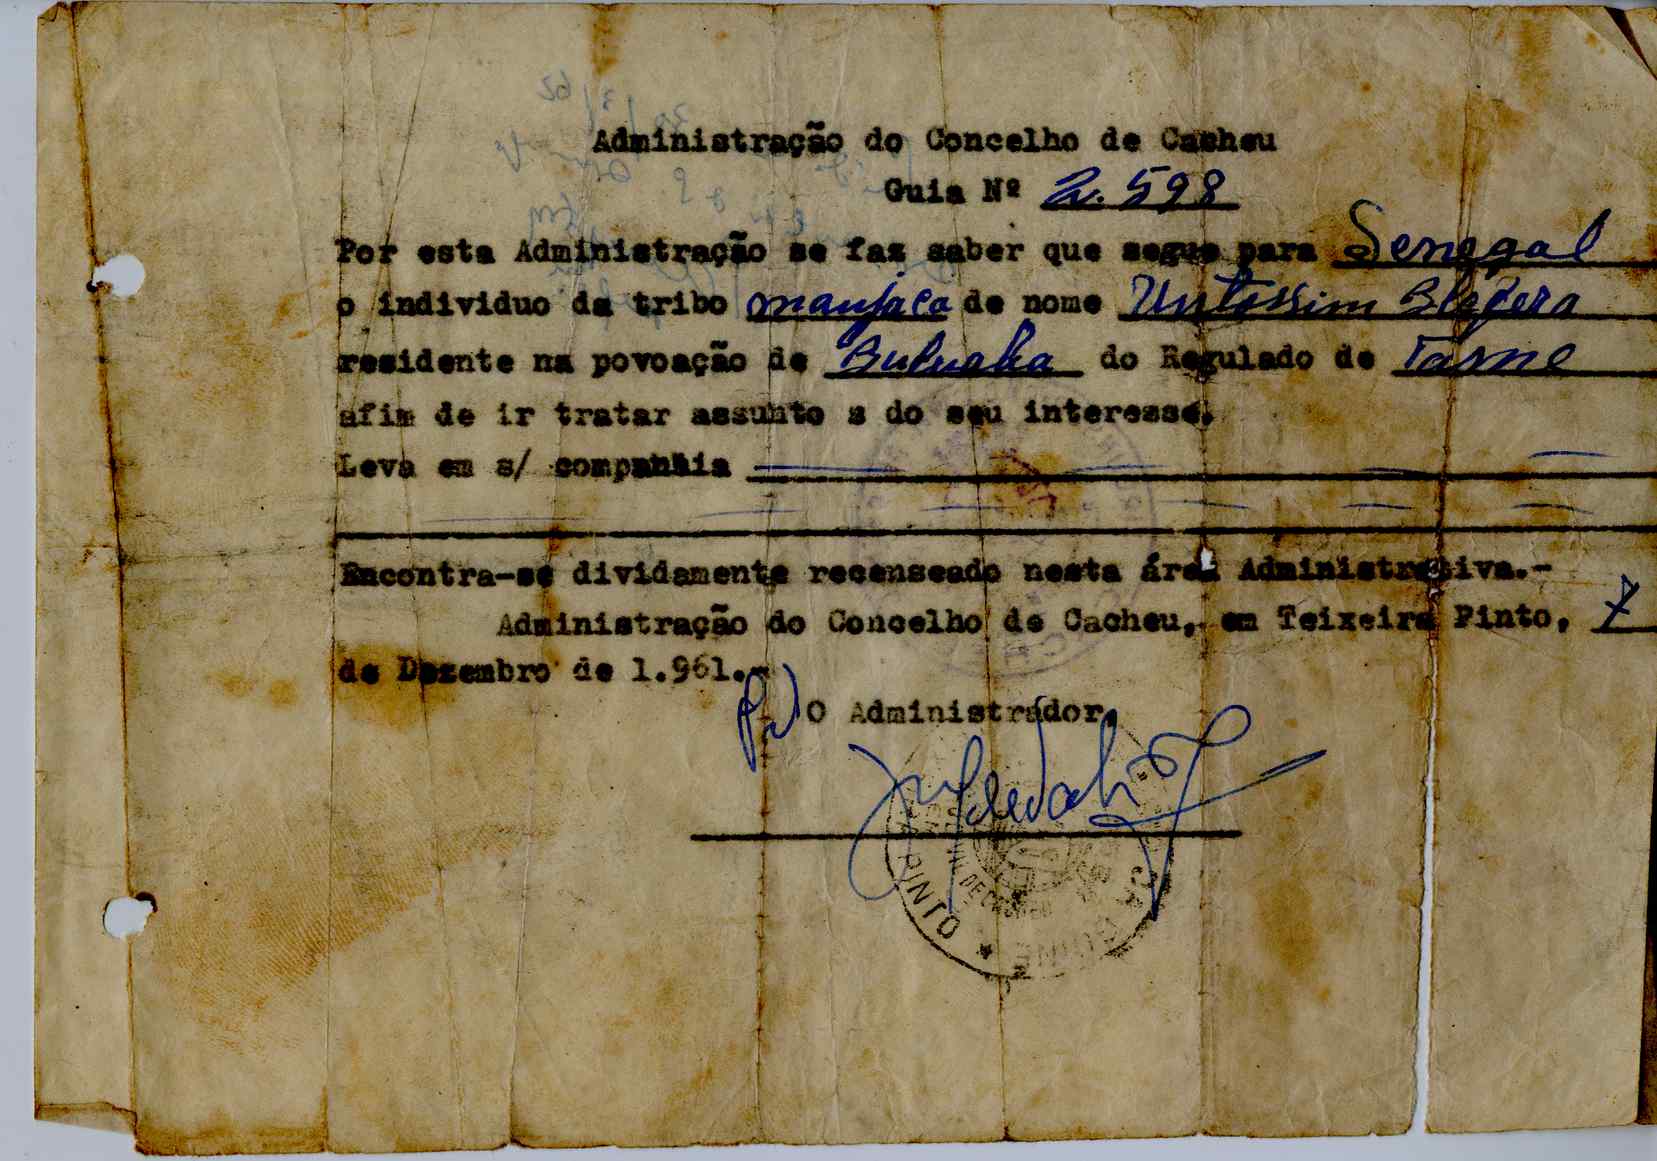 Administração do Concelho de Cacheu
Guia Nº 2.598
Por esta Administração se faz saber que segue para Senegal
o individuo da tribo manjaca de nome
residente na povoação de do Regulado de Tame
afim de ir tratar assunto s do seu interesse.
Leva em s/ companhia
Encontra-se dividamente recenseado nesta área Administrativa.-
Administração do Concelho de Cacheu, em Teixeira Pinto, 7
de Dezembro de 1.961.-
O Administrador,
PINTO